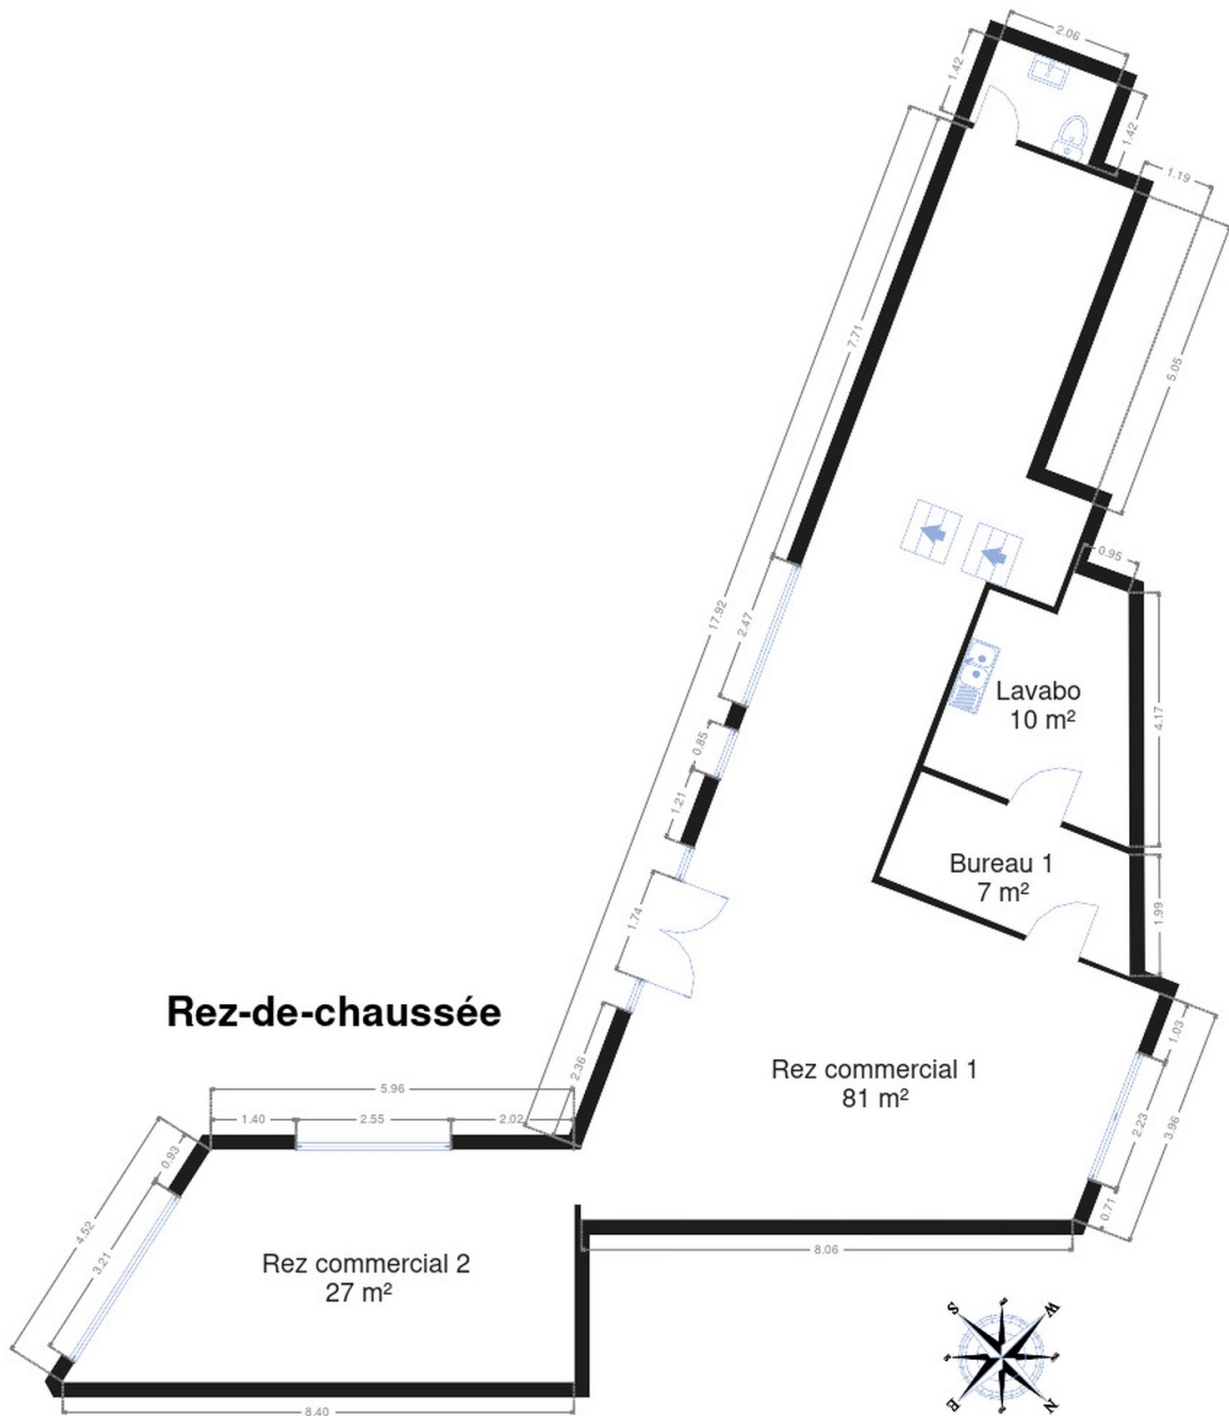 2.06
1.42
1.42
1.19
7.71
5.05
17.92
2.47
0.95
0.85
Lavabo
10 m²
4.17
1.21
Bureau 1
7 m²
1.74
1.99
Rez-de-chaussée
2.36
1.03
Rez commercial 1
81 m²
5.96
1.40 2.55 2.02
2.23
3.96
0.93
0.71
4.52
3.21
8.06
Rez commercial 2
27 m²
S W
E N
8.40